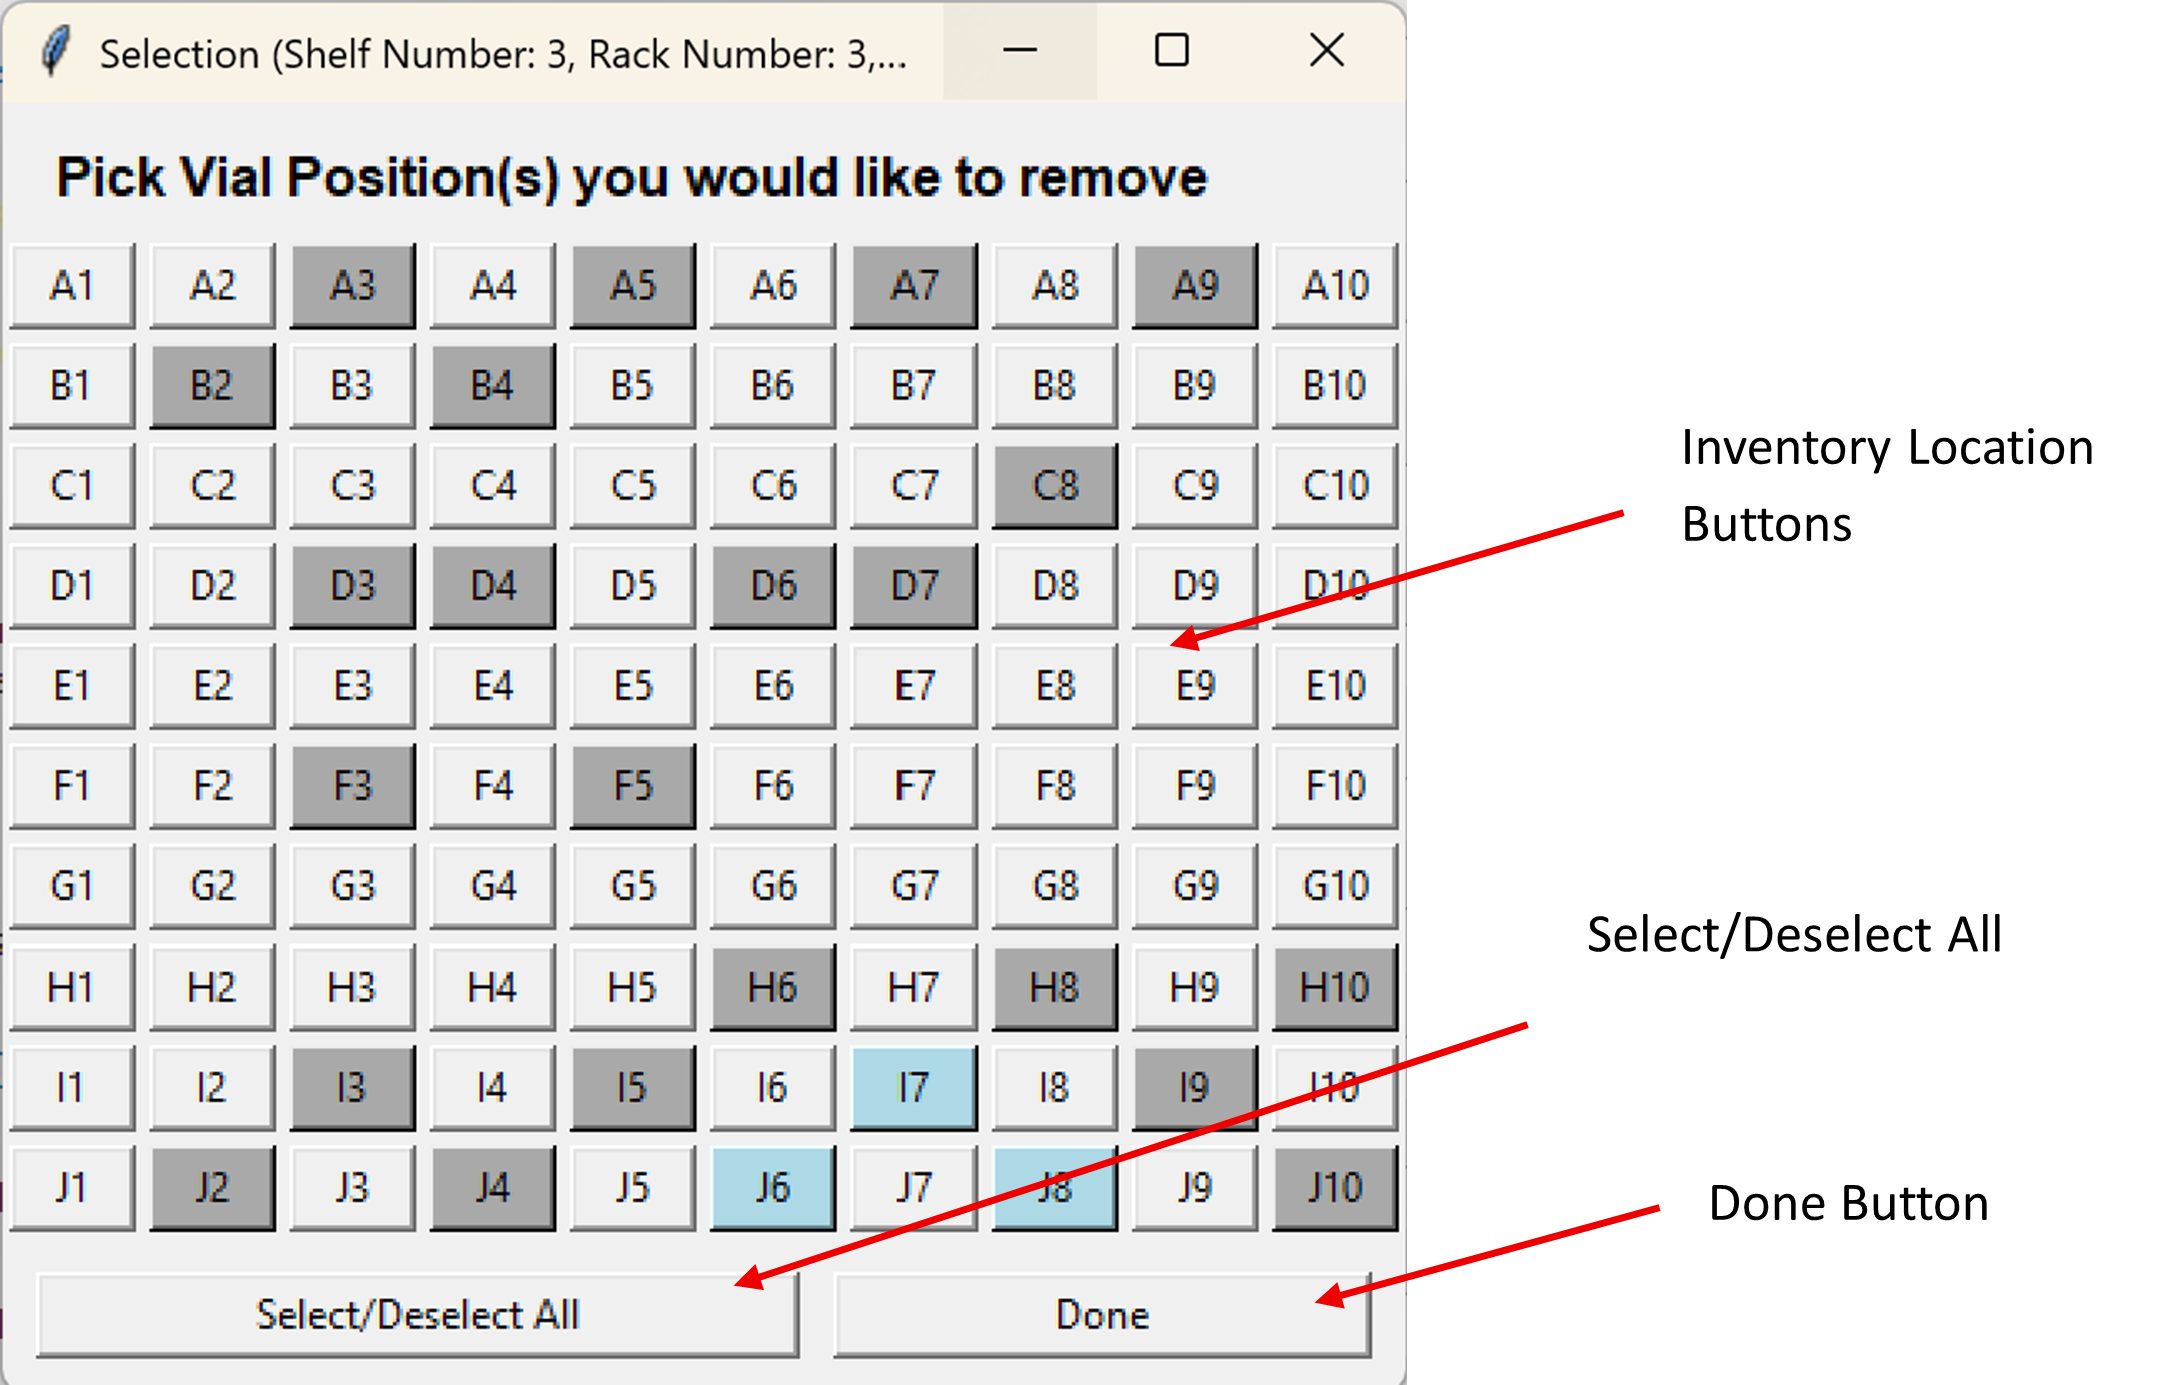 Selection (Shelf Number: 3, Rack Number: 3,...
Pick Vial Position(s) you would like to remove
A1 A2 A3 A4 A5 A6 A7 A8 A9 A10
B1 B2 B3 B4 B5 B6 B7 B8 B9 B10
C1 C2 C3 C4 C5 C6 C7 C8 C9 C10
D1 D2 D3 D4 D5 D6 D7 D8 D9 D10
E1 E2 E3 E4 E5 E6 E7 E8 E9 E10
F1 F2 F3 F4 F5 F6 F7 F8 F9 F10
G1 G2 G3 G4 G5 G6 G7 G8 G9 G10
H1 H2 H3 H4 H5 H6 H7 H8 H9 H10
I1 I2 I3 I4 I5 I6 I7 I8 I9 I10
J1 J2 J3 J4 J5 J6 J7 J8 J9 J10
Select/Deselect All Done
Inventory Location
Buttons
Select/Deselect All
Done Button